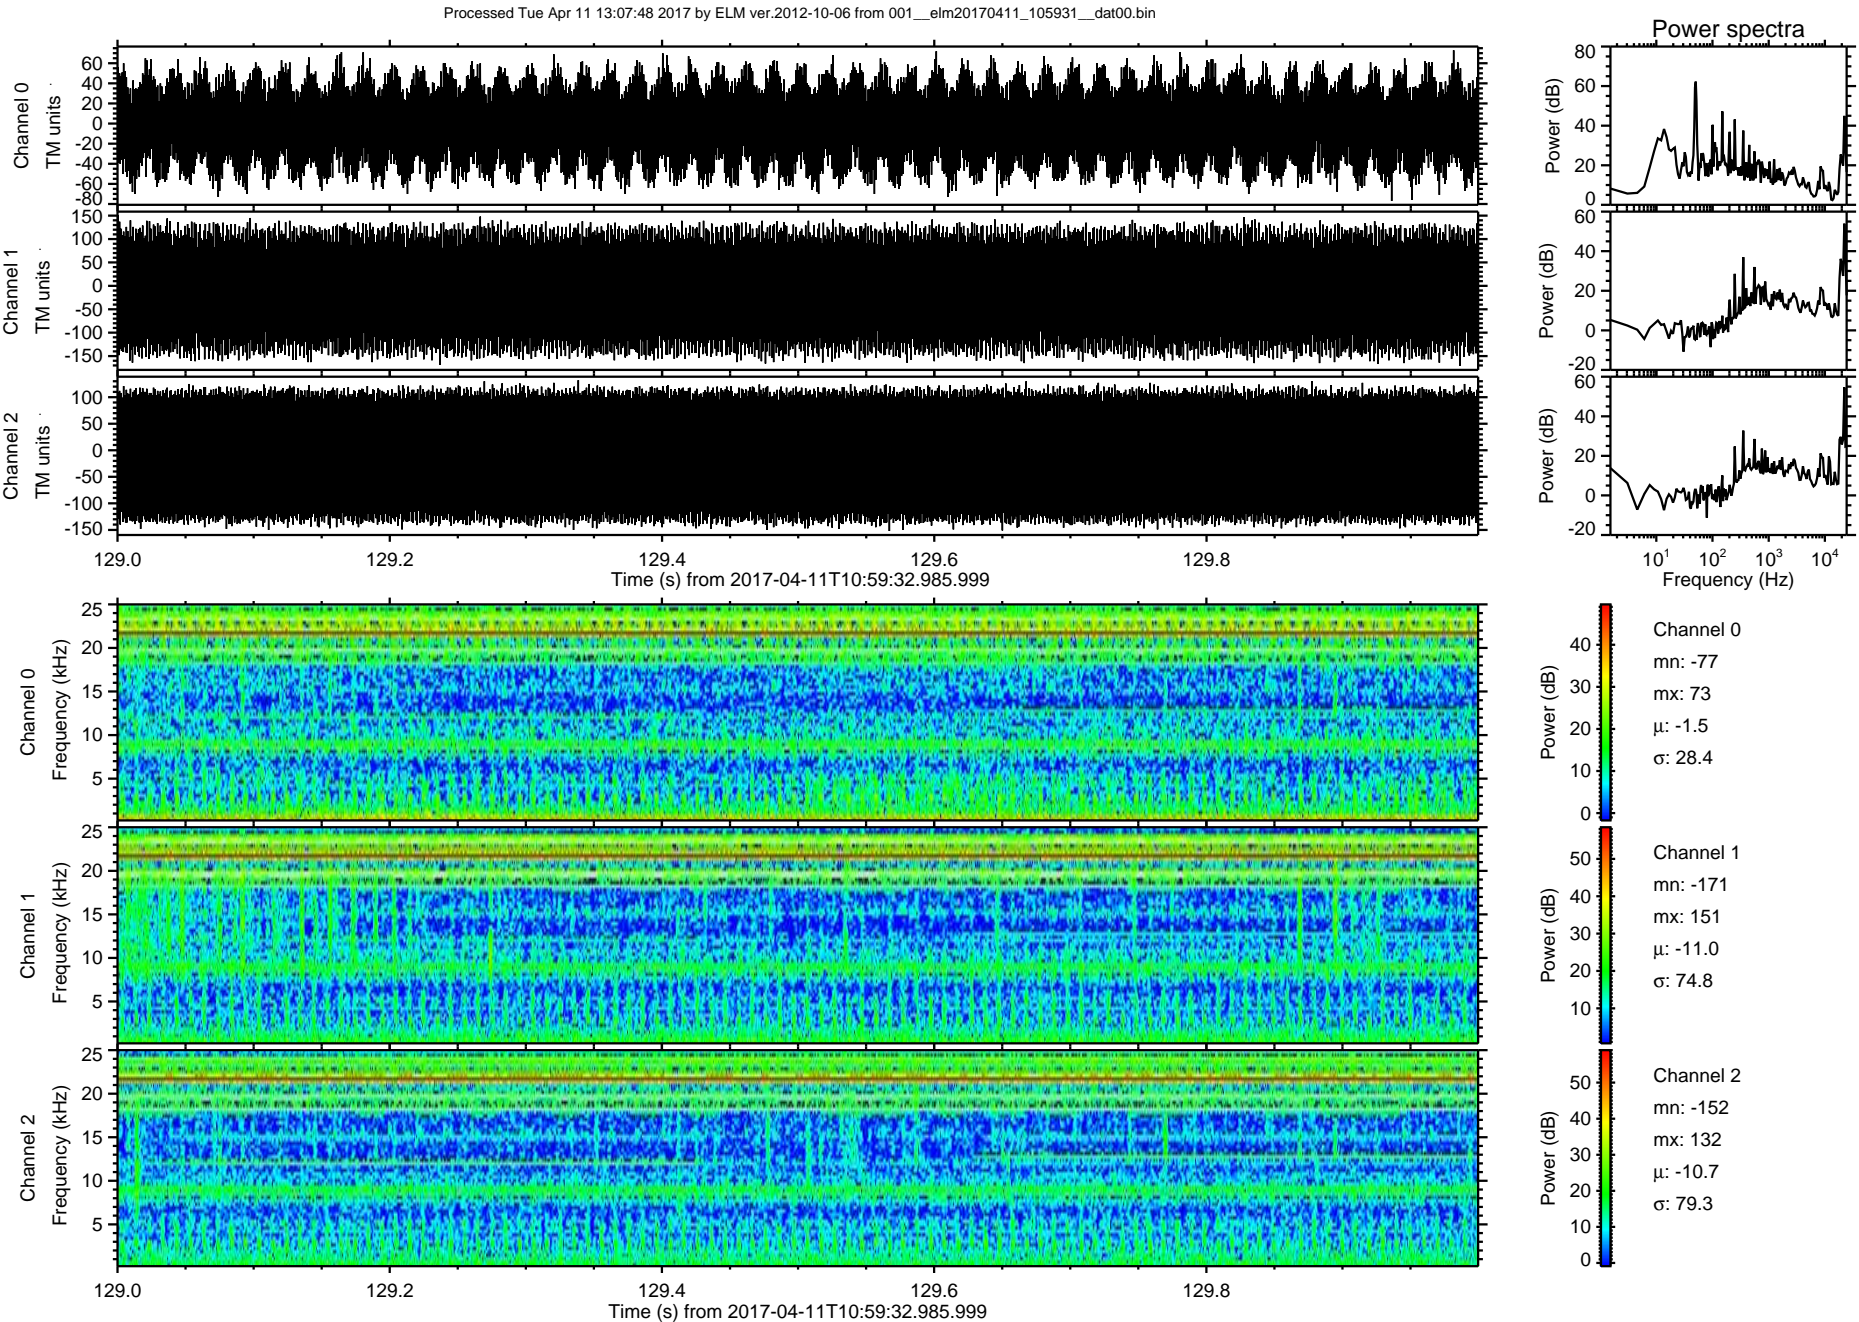 Processed Tue Apr 11 13:07:48 2017 by ELM ver.2012-10-06 from 001__elm20170411_105931__dat00.bin
Power spectra
Channel 0
TM units
60
40
20
0
-20
-40
-60
-80
Power (dB)
80
60
40
20
0
Channel 1
TM units
150
100
50
0
-50
-100
-150
Power (dB)
60
40
20
0
-20
Channel 2
TM units
100
50
0
-50
-100
-150
Power (dB)
60
40
20
0
-20
129.0 129.2 129.4 129.6 129.8
Time (s) from 2017-04-11T10:59:32.985.999
10^1 10^2 10^3 10^4
Frequency (Hz)
Channel 0
Frequency (kHz)
25
20
15
10
5
Power (dB)
40
30
20
10
0
Channel 0
mn: -77
mx: 73
μ: -1.5
σ: 28.4
Channel 1
Frequency (kHz)
25
20
15
10
5
Power (dB)
50
40
30
20
10
Channel 1
mn: -171
mx: 151
μ: -11.0
σ: 74.8
Channel 2
Frequency (kHz)
25
20
15
10
5
Power (dB)
50
40
30
20
10
0
Channel 2
mn: -152
mx: 132
μ: -10.7
σ: 79.3
129.0 129.2 129.4 129.6 129.8
Time (s) from 2017-04-11T10:59:32.985.999